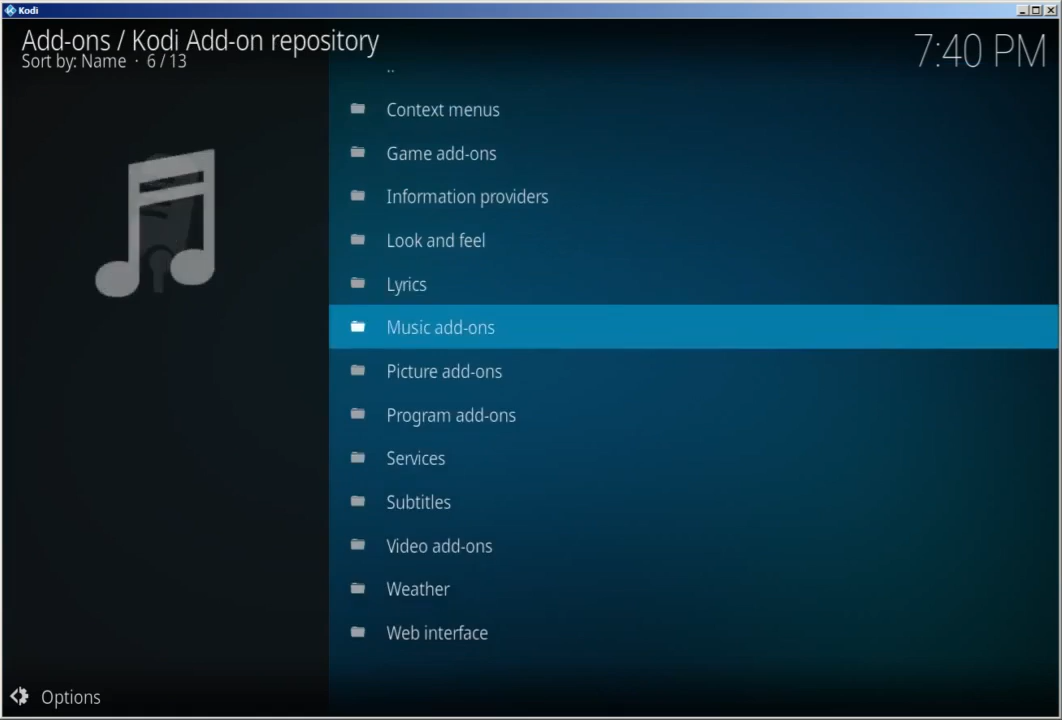 Kodi
Add-ons / Kodi Add-on repository
Sort by: Name · 6 / 13
7:40 PM
..
Context menus
Game add-ons
Information providers
Look and feel
Lyrics
Music add-ons
Picture add-ons
Program add-ons
Services
Subtitles
Video add-ons
Weather
Web interface
Options